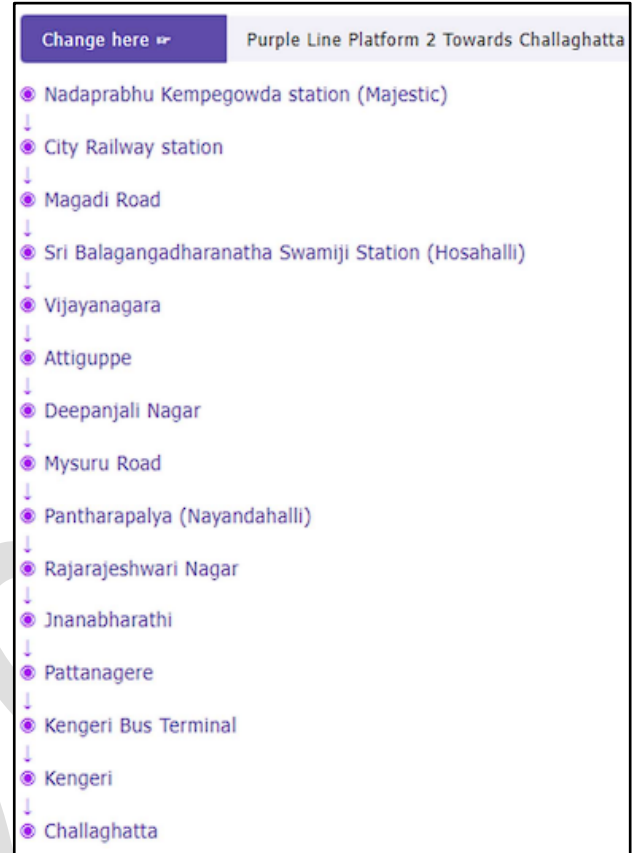 Change here ☞ Purple Line Platform 2 Towards Challaghatta
Nadaprabhu Kempegowda station (Majestic)
↓
City Railway station
↓
Magadi Road
↓
Sri Balagangadharanatha Swamiji Station (Hosahalli)
↓
Vijayanagara
↓
Attiguppe
↓
Deepanjali Nagar
↓
Mysuru Road
↓
Pantharapalya (Nayandahalli)
↓
Rajarajeshwari Nagar
↓
Jnanabharathi
↓
Pattanagere
↓
Kengeri Bus Terminal
↓
Kengeri
↓
Challaghatta